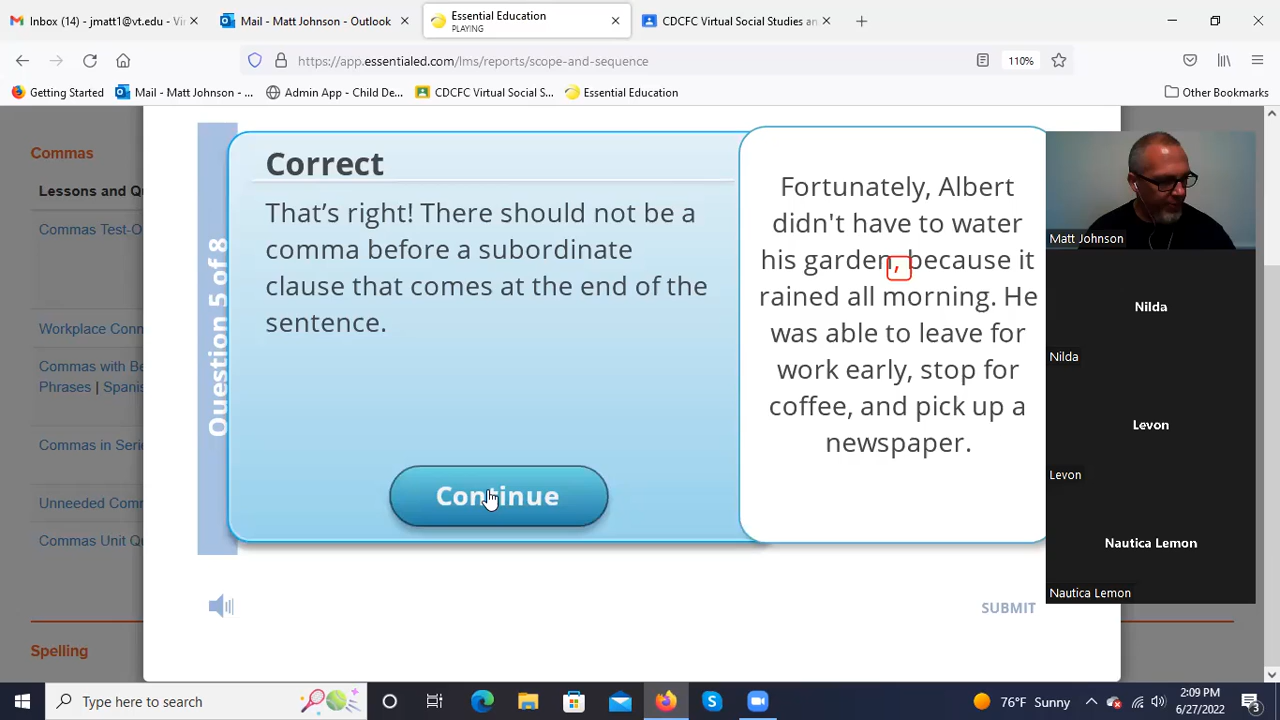 Inbox (14) - jmatt1@vt.edu - Vi
Mail - Matt Johnson - Outlook
Essential Education
PLAYING
CDCFC Virtual Social Studies an
https://app.essentialed.com/lms/reports/scope-and-sequence
110%
Getting Started
Mail - Matt Johnson - ...
Admin App - Child De...
CDCFC Virtual Social S...
Essential Education
Other Bookmarks
Commas
Lessons and Qu
Commas Test-O
Workplace Conn
Commas with Be
Phrases | Spanis
Commas in Serie
Unneeded Comm
Commas Unit Qu
Spelling
Question 5 of 8
Correct
That's right! There should not be a
comma before a subordinate
clause that comes at the end of the
sentence.
Continue
Fortunately, Albert
didn't have to water
his garden, because it
rained all morning. He
was able to leave for
work early, stop for
coffee, and pick up a
newspaper.
SUBMIT
Matt Johnson
Nilda
Nilda
Levon
Levon
Nautica Lemon
Nautica Lemon
Type here to search
76°F Sunny
2:09 PM
6/27/2022
3